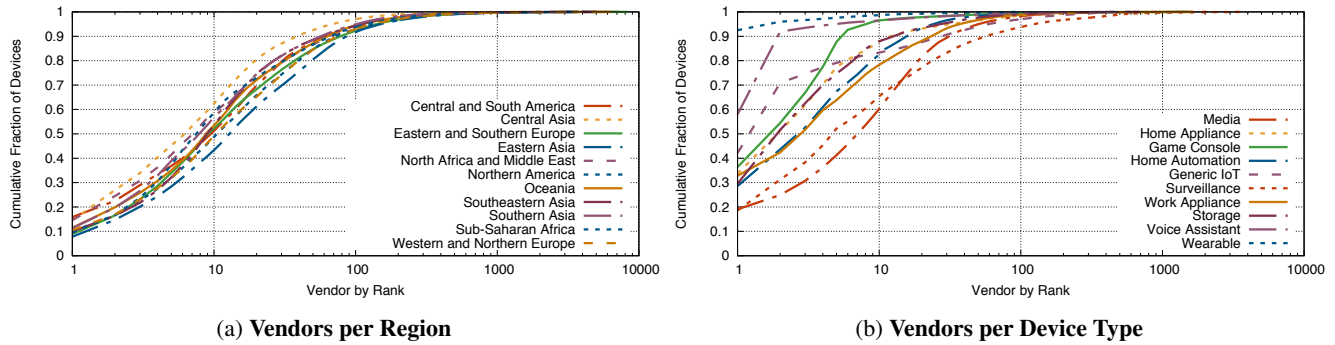 Cumulative Fraction of Devices
1
0.9
0.8
0.7
0.6
0.5
0.4
0.3
0.2
0.1
0
1
10
100
1000
10000
Vendor by Rank
Central and South America
Central Asia
Eastern and Southern Europe
Eastern Asia
North Africa and Middle East
Northern America
Oceania
Southeastern Asia
Southern Asia
Sub-Saharan Africa
Western and Northern Europe
(a) Vendors per Region
Cumulative Fraction of Devices
1
0.9
0.8
0.7
0.6
0.5
0.4
0.3
0.2
0.1
0
1
10
100
1000
10000
Vendor by Rank
Media
Home Appliance
Game Console
Home Automation
Generic IoT
Surveillance
Work Appliance
Storage
Voice Assistant
Wearable
(b) Vendors per Device Type